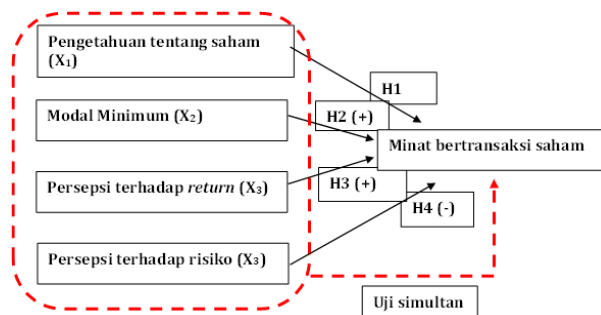 Pengetahuan tentang saham
(X₁)
H1
Modal Minimum (X₂)
H2 (+)
Minat bertransaksi saham
Persepsi terhadap return (X₃)
H3 (+)
H4 (-)
Persepsi terhadap risiko (X₃)
Uji simultan